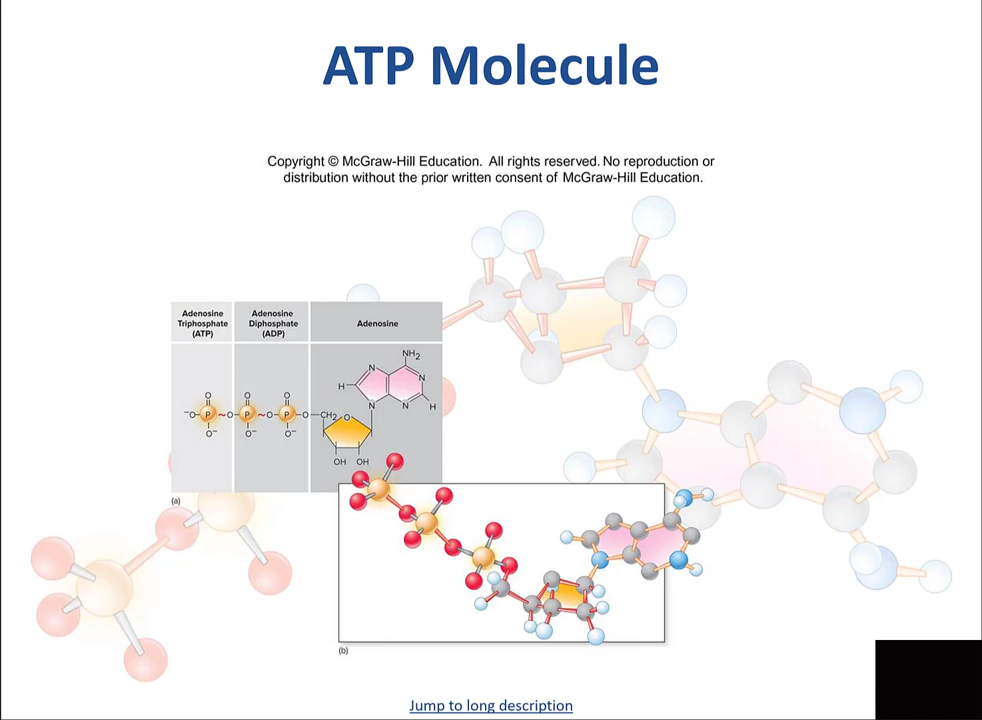 ATP Molecule
Copyright © McGraw-Hill Education. All rights reserved. No reproduction or
distribution without the prior written consent of McGraw-Hill Education.
Adenosine
Triphosphate
(ATP)
Adenosine
Diphosphate
(ADP)
Adenosine
NH₂
N
N
H
N
N
H
O
O
O
⁻O
P
O
P
O
P
O
CH₂
O
O⁻
O⁻
O⁻
OH
OH
(a)
(b)
Jump to long description